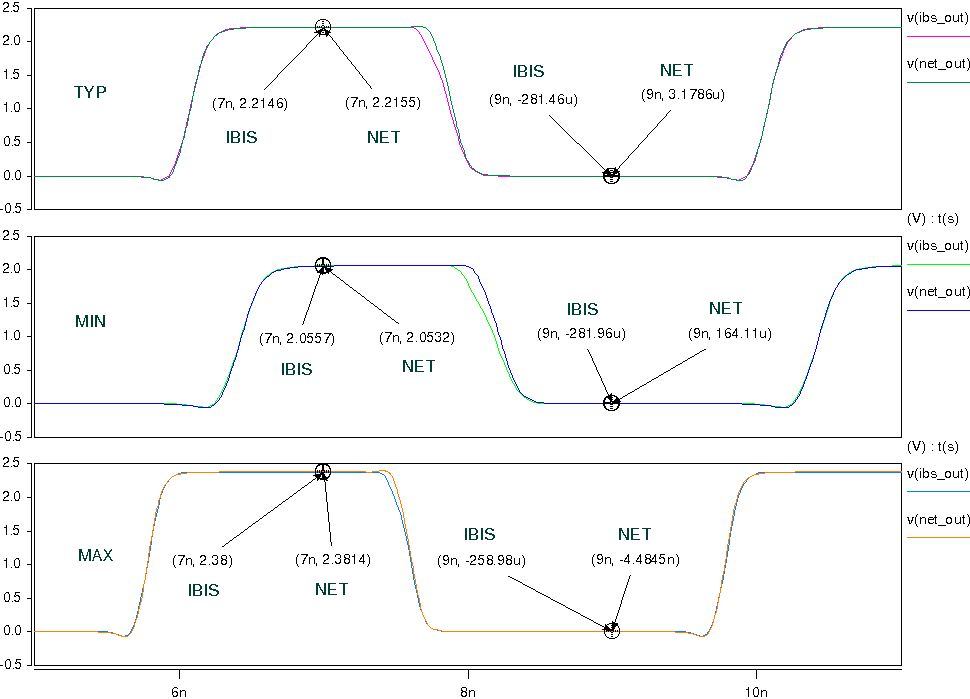 2.5
v(ibs_out)
2.0
v(net_out)
1.5
IBIS
NET
TYP
(7n, 2.2146)
(7n, 2.2155)
(9n, -281.46u)
(9n, 3.1786u)
1.0
IBIS
NET
0.5
0.0
-0.5
(V) : t(s)
2.5
v(ibs_out)
2.0
v(net_out)
1.5
IBIS
NET
MIN
(7n, 2.0557)
(7n, 2.0532)
(9n, -281.96u)
(9n, 164.11u)
1.0
IBIS
NET
0.5
0.0
-0.5
(V) : t(s)
2.5
v(ibs_out)
2.0
v(net_out)
1.5
IBIS
NET
MAX
(7n, 2.38)
(7n, 2.3814)
(9n, -258.98u)
(9n, -4.4845n)
1.0
IBIS
NET
0.5
0.0
-0.5
6n
8n
10n